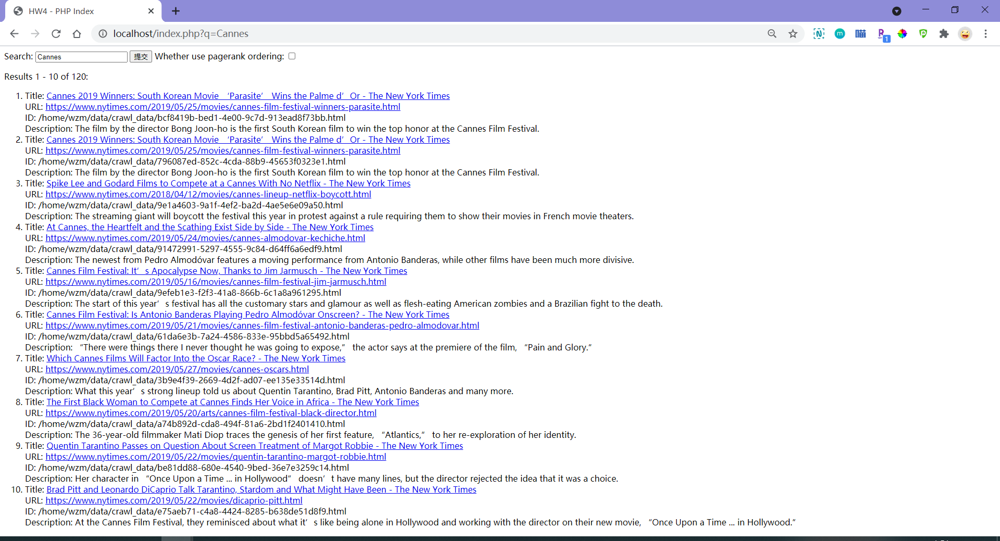 HW4 - PHP Index
localhost/index.php?q=Cannes
1
Search: Cannes 提交 Whether use pagerank ordering:
Results 1 - 10 of 120:
1. Title: Cannes 2019 Winners: South Korean Movie ‘Parasite’ Wins the Palme d’Or - The New York Times
URL: https://www.nytimes.com/2019/05/25/movies/cannes-film-festival-winners-parasite.html
ID: /home/wzm/data/crawl_data/bcf8419b-bed1-4e00-9c7d-913ead8f73bb.html
Description: The film by the director Bong Joon-ho is the first South Korean film to win the top honor at the Cannes Film Festival.
2. Title: Cannes 2019 Winners: South Korean Movie ‘Parasite’ Wins the Palme d’Or - The New York Times
URL: https://www.nytimes.com/2019/05/25/movies/cannes-film-festival-winners-parasite.html
ID: /home/wzm/data/crawl_data/796087ed-852c-4cda-88b9-45653f0323e1.html
Description: The film by the director Bong Joon-ho is the first South Korean film to win the top honor at the Cannes Film Festival.
3. Title: Spike Lee and Godard Films to Compete at a Cannes With No Netflix - The New York Times
URL: https://www.nytimes.com/2018/04/12/movies/cannes-lineup-netflix-boycott.html
ID: /home/wzm/data/crawl_data/9e1a4603-9a1f-4ef2-ba2d-4ae5e6e09a50.html
Description: The streaming giant will boycott the festival this year in protest against a rule requiring them to show their movies in French movie theaters.
4. Title: At Cannes, the Heartfelt and the Scathing Exist Side by Side - The New York Times
URL: https://www.nytimes.com/2019/05/24/movies/cannes-almodovar-kechiche.html
ID: /home/wzm/data/crawl_data/91472991-5297-4555-9c84-d64ff6a6edf9.html
Description: The newest from Pedro Almodóvar features a moving performance from Antonio Banderas, while other films have been much more divisive.
5. Title: Cannes Film Festival: It’s Apocalypse Now, Thanks to Jim Jarmusch - The New York Times
URL: https://www.nytimes.com/2019/05/16/movies/cannes-film-festival-jim-jarmusch.html
ID: /home/wzm/data/crawl_data/9efeb1e3-f2f3-41a8-866b-6c1a8a961295.html
Description: The start of this year’s festival has all the customary stars and glamour as well as flesh-eating American zombies and a Brazilian fight to the death.
6. Title: Cannes Film Festival: Is Antonio Banderas Playing Pedro Almodóvar Onscreen? - The New York Times
URL: https://www.nytimes.com/2019/05/21/movies/cannes-film-festival-antonio-banderas-pedro-almodovar.html
ID: /home/wzm/data/crawl_data/61da6e3b-7a24-4586-833e-95bbd5a65492.html
Description: “There were things there I never thought he was going to expose,” the actor says at the premiere of the film, “Pain and Glory.”
7. Title: Which Cannes Films Will Factor Into the Oscar Race? - The New York Times
URL: https://www.nytimes.com/2019/05/27/movies/cannes-oscars.html
ID: /home/wzm/data/crawl_data/3b9e4f39-2669-4d2f-ad07-ee135e33514d.html
Description: What this year’s strong lineup told us about Quentin Tarantino, Brad Pitt, Antonio Banderas and many more.
8. Title: The First Black Woman to Compete at Cannes Finds Her Voice in Africa - The New York Times
URL: https://www.nytimes.com/2019/05/20/arts/cannes-film-festival-black-director.html
ID: /home/wzm/data/crawl_data/a74b892d-cda8-494f-81a6-2bd1f2401410.html
Description: The 36-year-old filmmaker Mati Diop traces the genesis of her first feature, “Atlantics,” to her re-exploration of her identity.
9. Title: Quentin Tarantino Passes on Question About Screen Treatment of Margot Robbie - The New York Times
URL: https://www.nytimes.com/2019/05/22/movies/quentin-tarantino-margot-robbie.html
ID: /home/wzm/data/crawl_data/be81dd88-680e-4540-9bed-36e7e3259c14.html
Description: Her character in “Once Upon a Time ... in Hollywood” doesn’t have many lines, but the director rejected the idea that it was a choice.
10. Title: Brad Pitt and Leonardo DiCaprio Talk Tarantino, Stardom and What Might Have Been - The New York Times
URL: https://www.nytimes.com/2019/05/22/movies/dicaprio-pitt.html
ID: /home/wzm/data/crawl_data/e75aeb71-c4a8-4424-8285-b638de51d8f9.html
Description: At the Cannes Film Festival, they reminisced about what it‘s like being alone in Hollywood and working with the director on their new movie, “Once Upon a Time ... in Hollywood.”